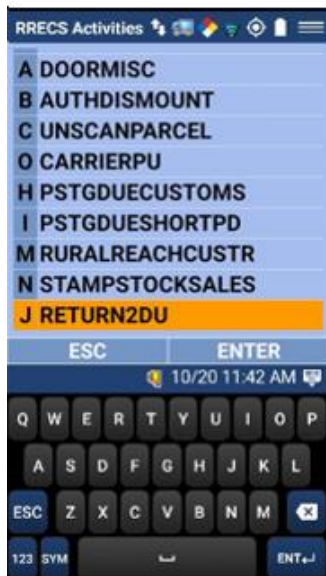 RRECS Activities
A DOORMISC
B AUTHDISMOUNT
C UNSCANPARCEL
O CARRIERPU
H PSTGDUECUSTOMS
I PSTGDUESHORTPD
M RURALREACHCUSTR
N STAMPSTOCKSALES
J RETURN2DU
ESC ENTER
10/20 11:42 AM
Q W E R T Y U I O P
A S D F G H J K L
ESC Z X C V B N M
123 SYM ENT